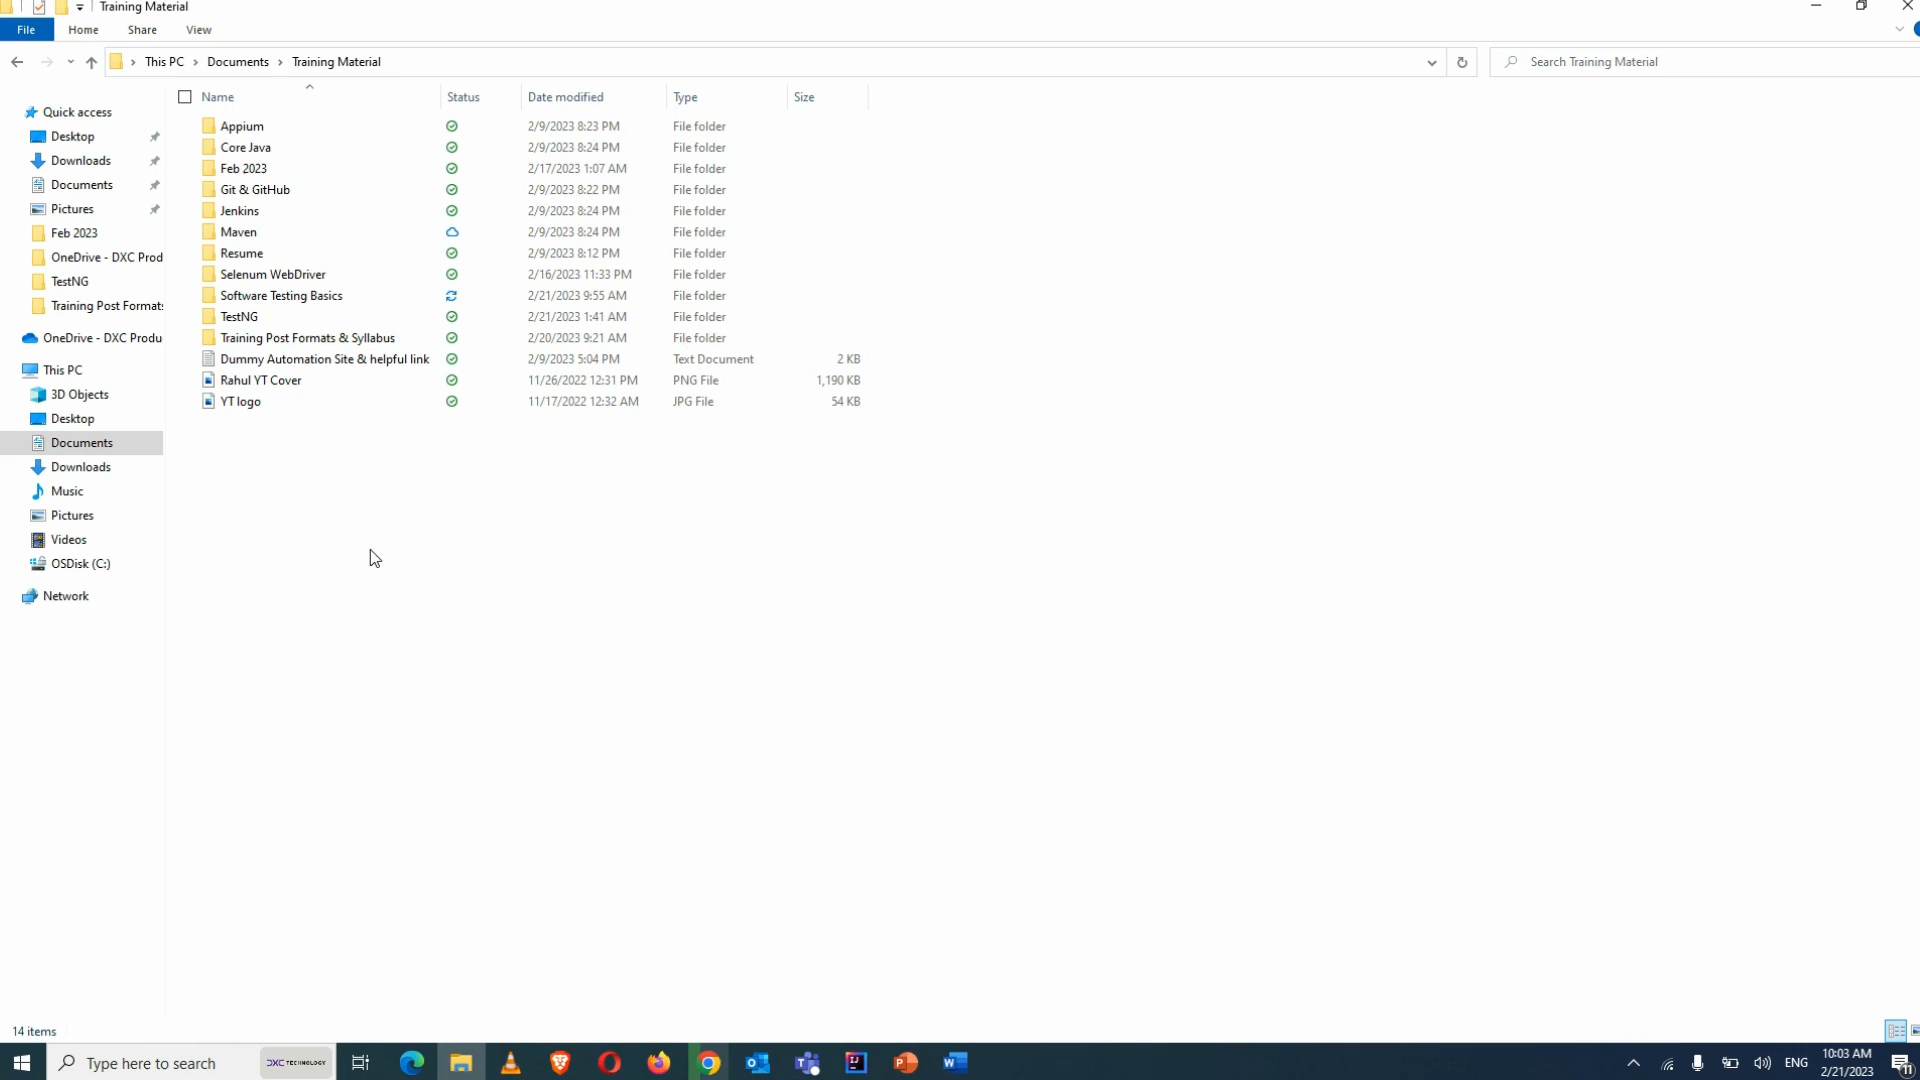 Training Material
File Home Share View
This PC Documents Training Material
Search Training Material
Name Status Date modified Type Size
Quick access
Desktop
Downloads
Documents
Pictures
Feb 2023
OneDrive - DXC Prod
TestNG
Training Post Formats
OneDrive - DXC Produ
This PC
3D Objects
Desktop
Documents
Downloads
Music
Pictures
Videos
OSDisk (C:)
Network
Appium 2/9/2023 8:23 PM File folder
Core Java 2/9/2023 8:24 PM File folder
Feb 2023 2/17/2023 1:07 AM File folder
Git & GitHub 2/9/2023 8:22 PM File folder
Jenkins 2/9/2023 8:24 PM File folder
Maven 2/9/2023 8:24 PM File folder
Resume 2/9/2023 8:12 PM File folder
Selenum WebDriver 2/16/2023 11:33 PM File folder
Software Testing Basics 2/21/2023 9:55 AM File folder
TestNG 2/21/2023 1:41 AM File folder
Training Post Formats & Syllabus 2/20/2023 9:21 AM File folder
Dummy Automation Site & helpful link 2/9/2023 5:04 PM Text Document 2 KB
Rahul YT Cover 11/26/2022 12:31 PM PNG File 1,190 KB
YT logo 11/17/2022 12:32 AM JPG File 54 KB
14 items
Type here to search
DXC TECHNOLOGY
ENG
10:03 AM
2/21/2023
11